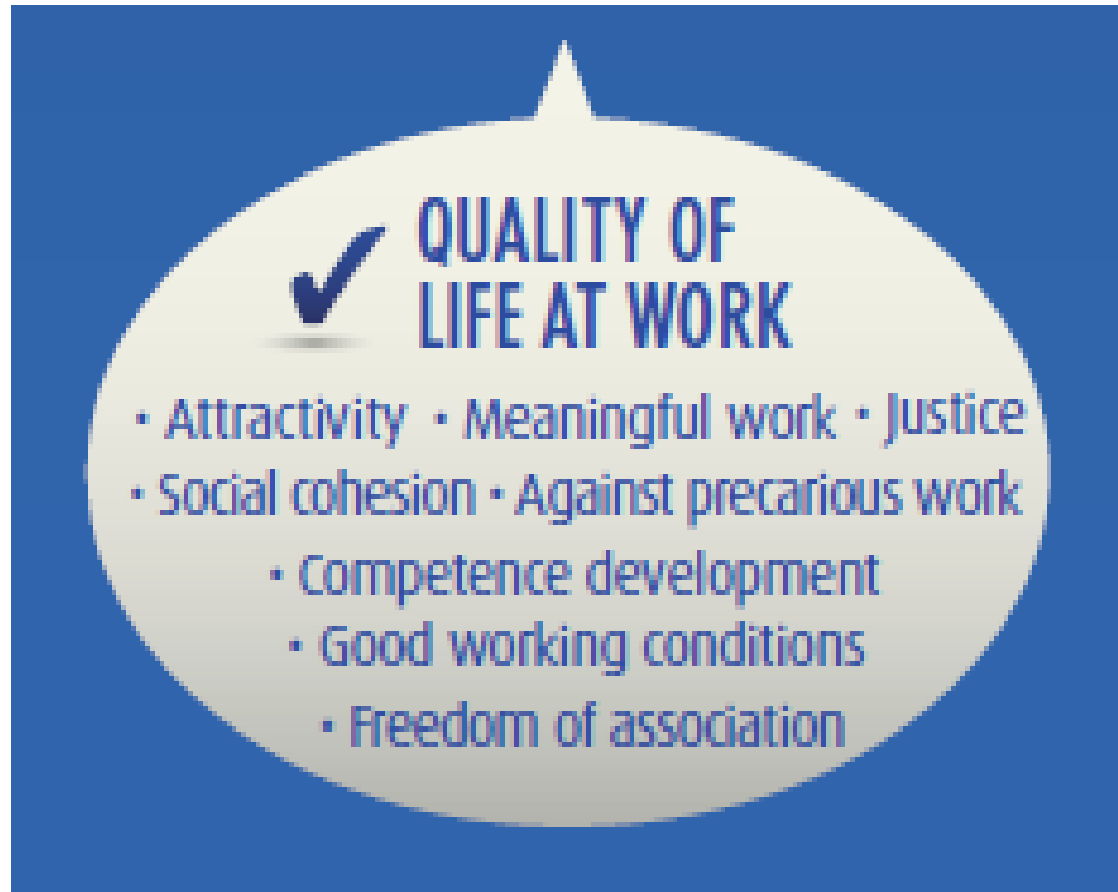 QUALITY OF
LIFE AT WORK
· Attractivity · Meaningful work · Justice
· Social cohesion · Against precarious work
· Competence development
· Good working conditions
· Freedom of association